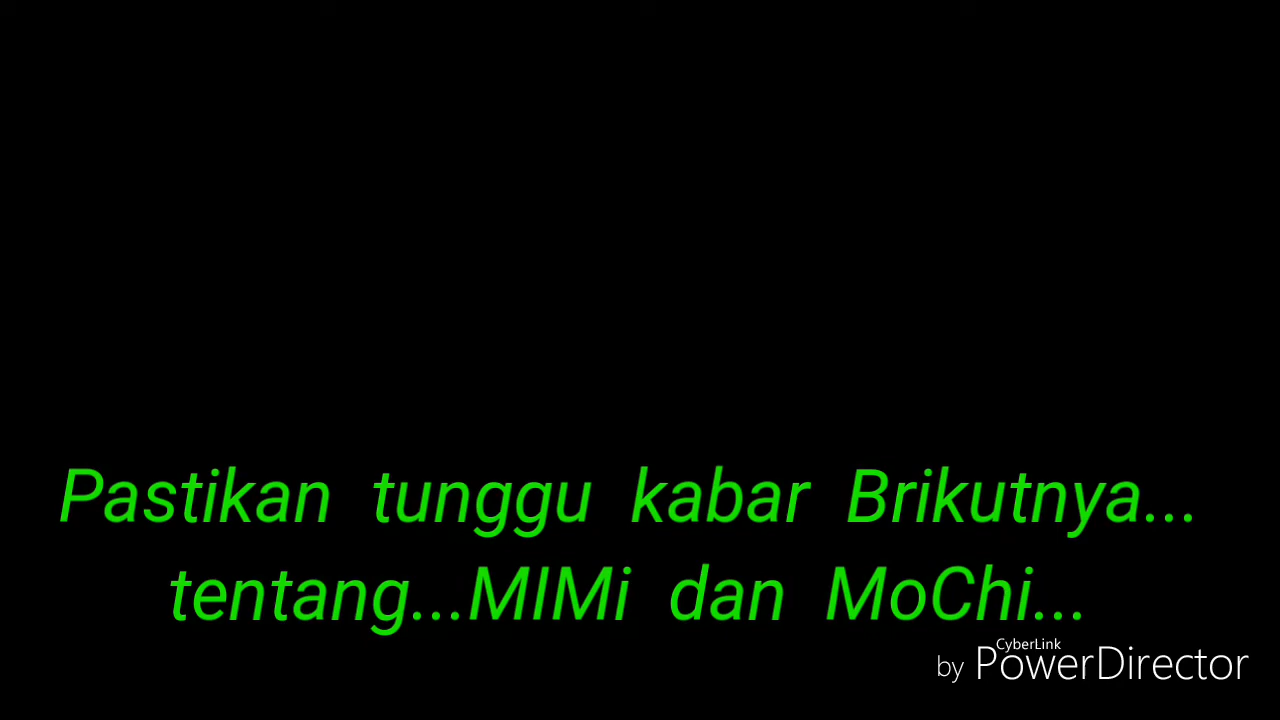 Pastikan tunggu kabar Brikutnya...
tentang...MIMi dan MoChi...
CyberLink
by PowerDirector